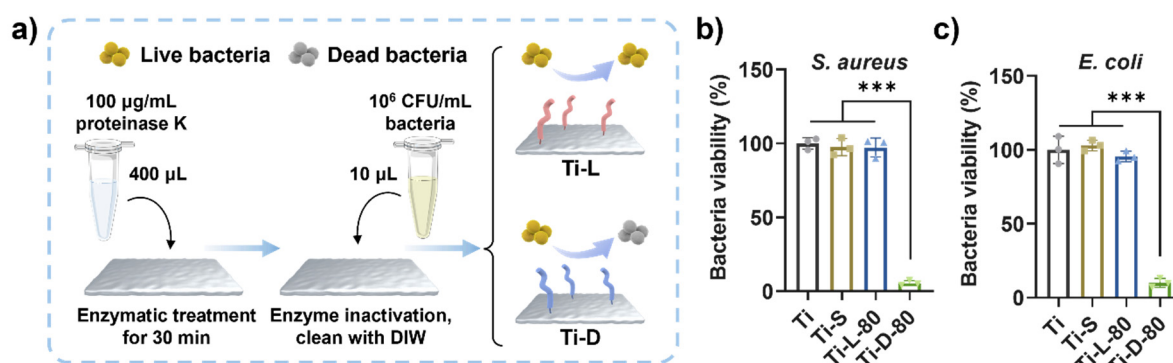 a)
Live bacteria
Dead bacteria
100 µg/mL
proteinase K
400 µL
10⁶ CFU/mL
bacteria
10 µL
Enzymatic treatment
for 30 min
Enzyme inactivation,
clean with DIW
Ti-L
Ti-D
b)
S. aureus
***
Bacteria viability (%)
150
100
50
0
Ti
Ti-S
Ti-L-80
Ti-D-80
c)
E. coli
***
Bacteria viability (%)
150
100
50
0
Ti
Ti-S
Ti-L-80
Ti-D-80